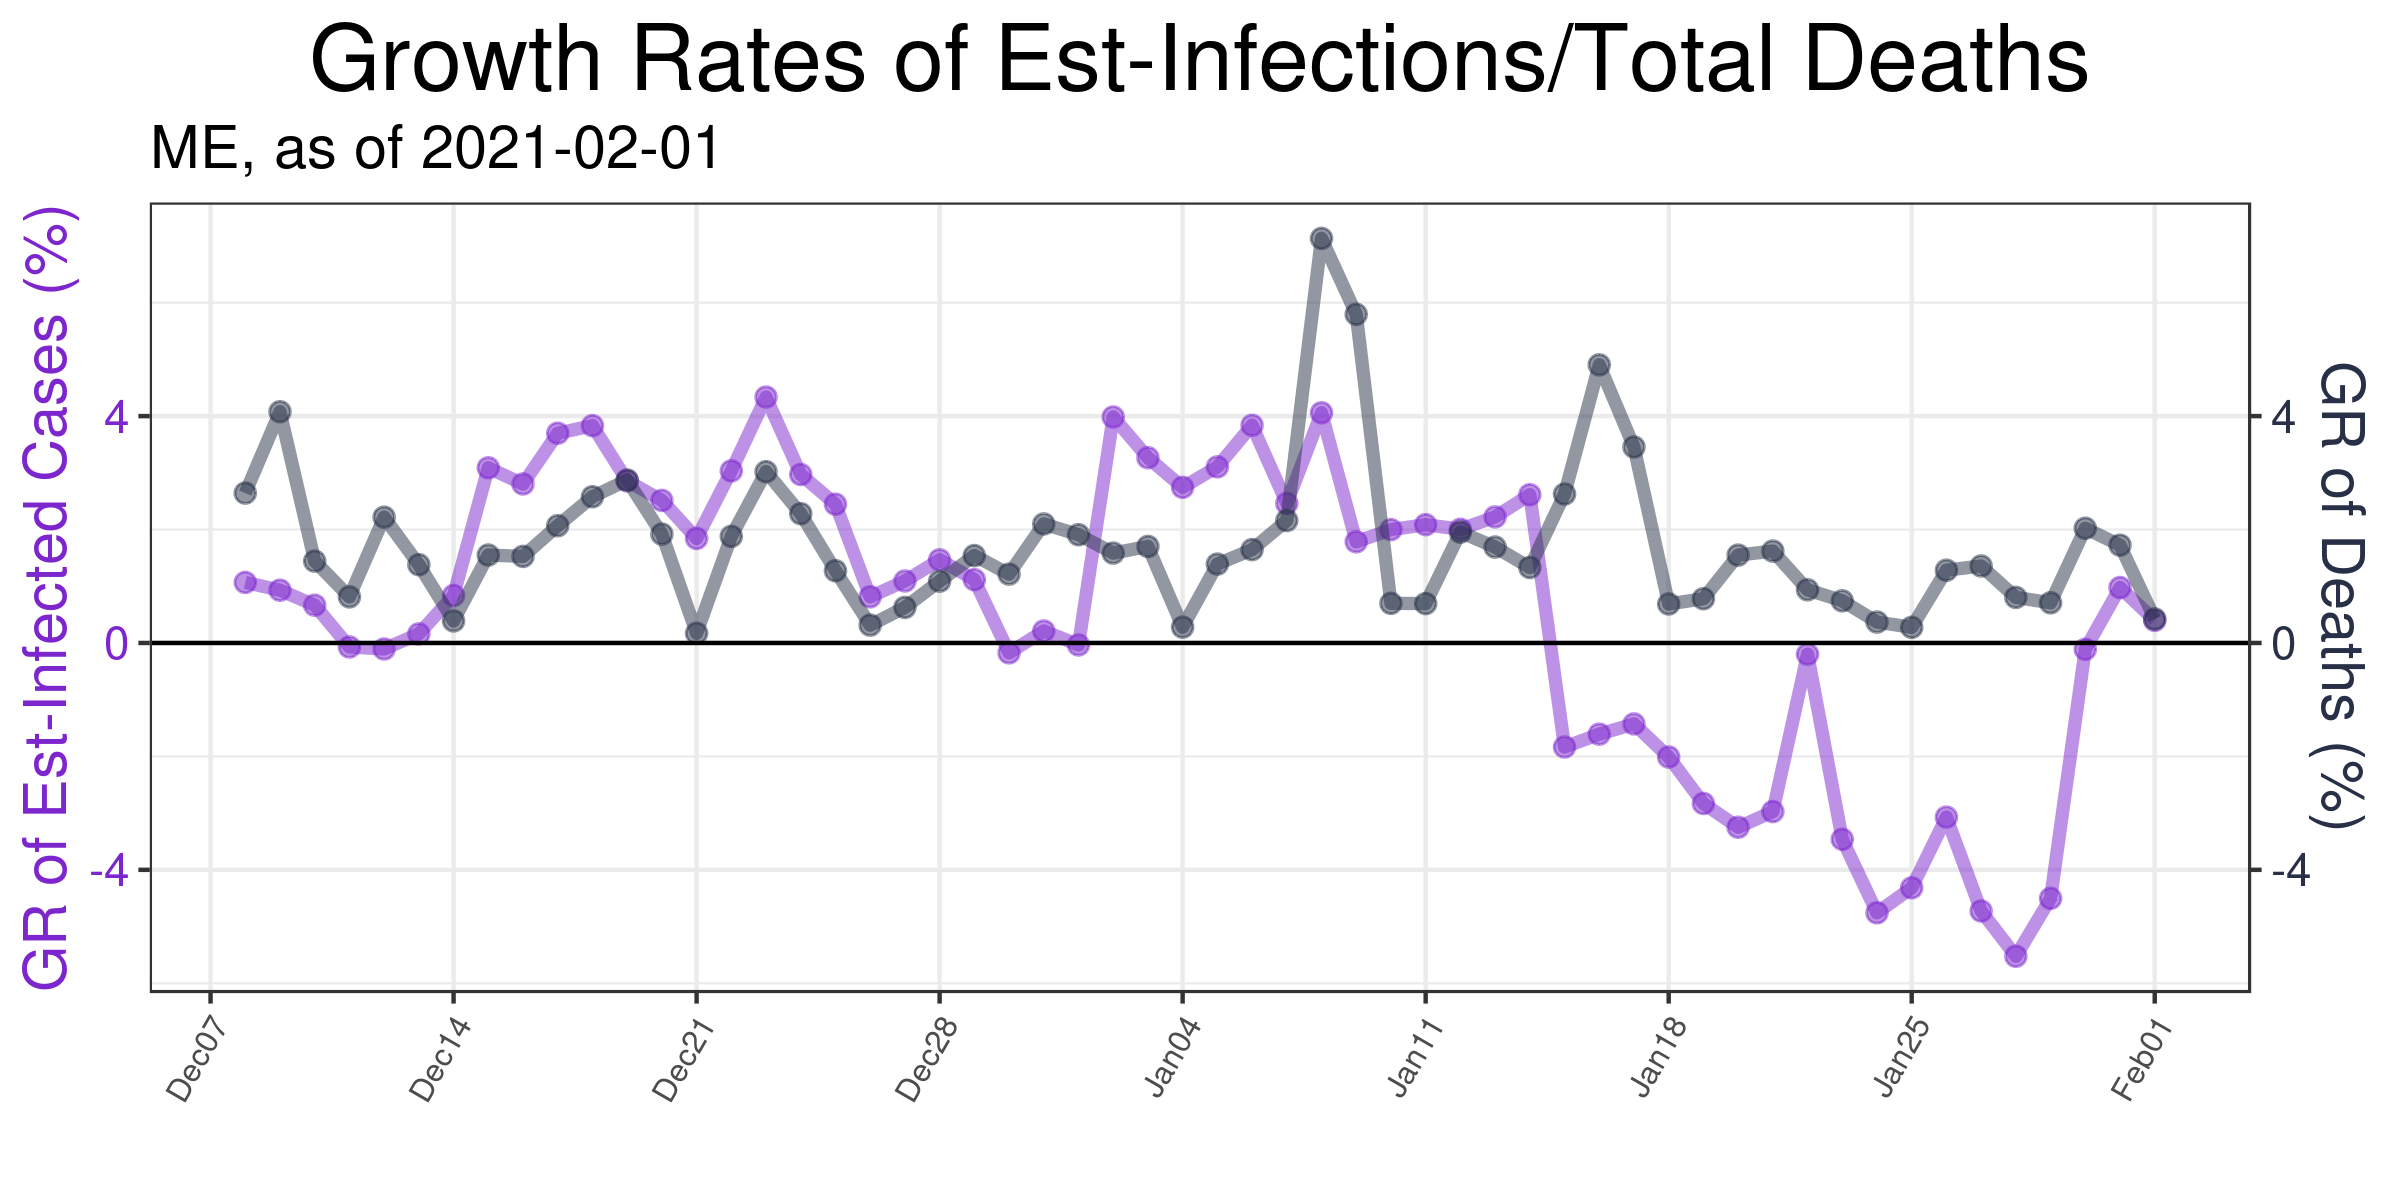 Growth Rates of Est-Infections/Total Deaths
ME, as of 2021-02-01
GR of Est-Infected Cases (%)
4
0
-4
4
0
-4
GR of Deaths (%)
Dec07
Dec14
Dec21
Dec28
Jan04
Jan11
Jan18
Jan25
Feb01